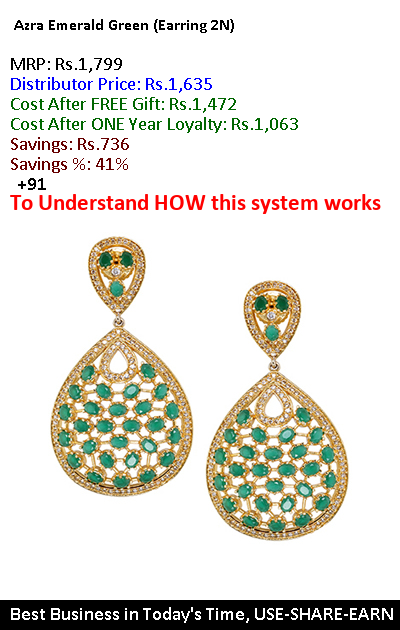 Azra Emerald Green (Earring 2N)
MRP: Rs.1,799
Distributor Price: Rs.1,635
Cost After FREE Gift: Rs.1,472
Cost After ONE Year Loyalty: Rs.1,063
Savings: Rs.736
Savings %: 41%
+91
To Understand HOW this system works
Best Business in Today's Time, USE-SHARE-EARN